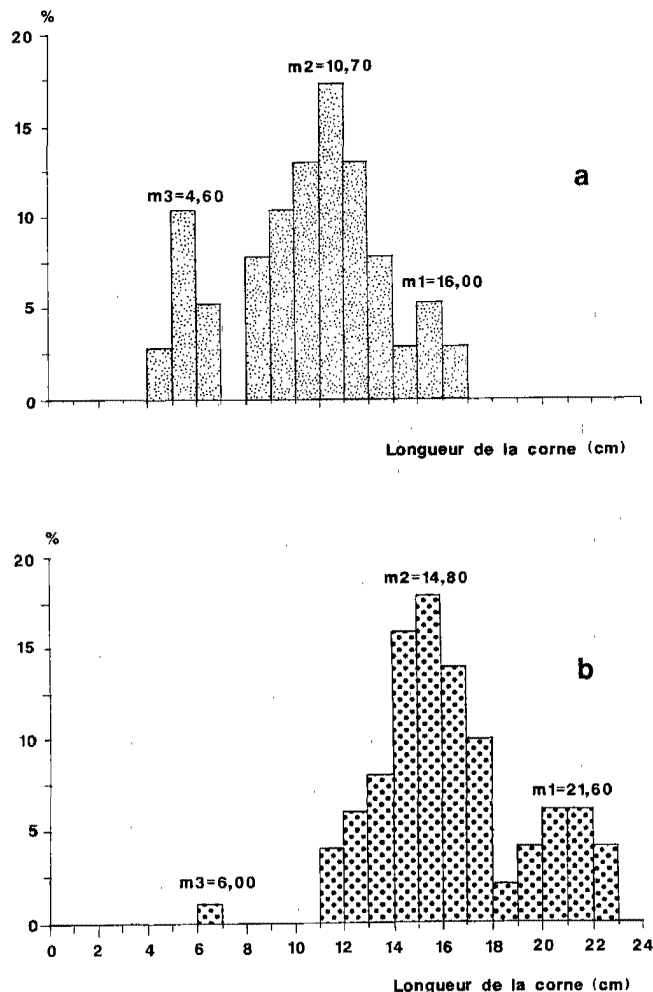 %
20
m2=10,70
15
a
m3=4,60
10
m1=16,00
5
0
Longueur de la corne (cm)
%
20
m2=14,80
15
b
10
m1=21,60
5
m3=6,00
0
0 2 4 6 8 10 12 14 16 18 20 22 24
Longueur de la corne (cm)